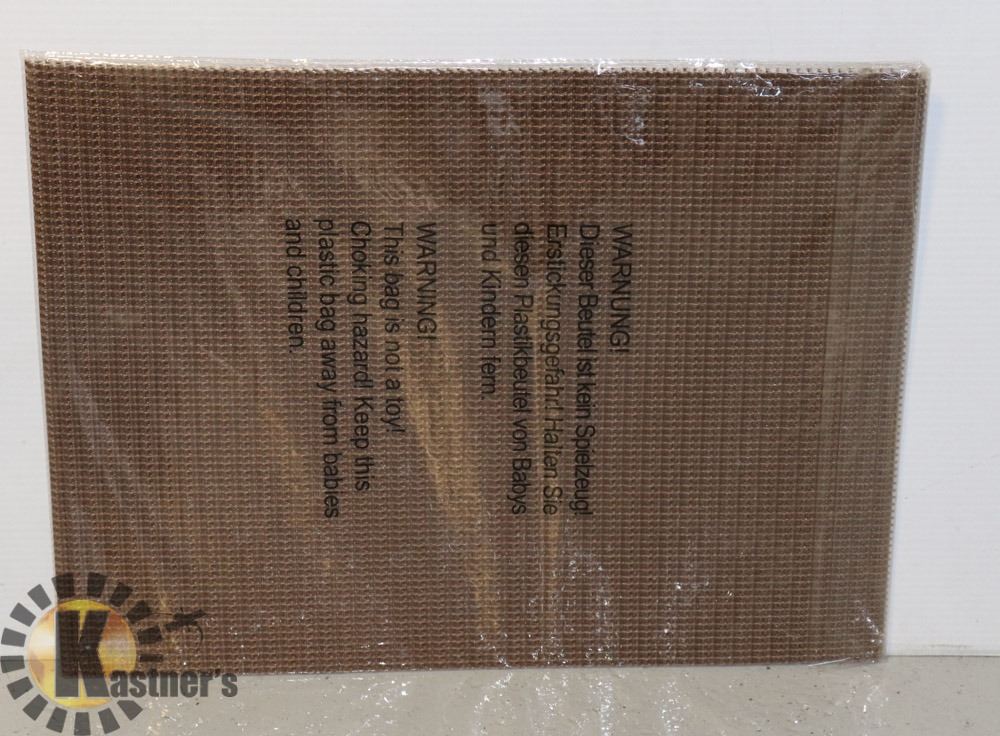 WARNUNG!
Dieser Beutel ist kein Spielzeug!
Erstickungsgefahr! Halten Sie
diesen Plastikbeutel von Babys
und Kindern fern.
WARNING!
This bag is not a toy!
Choking hazard! Keep this
plastic bag away from babies
and children.
Kastner's